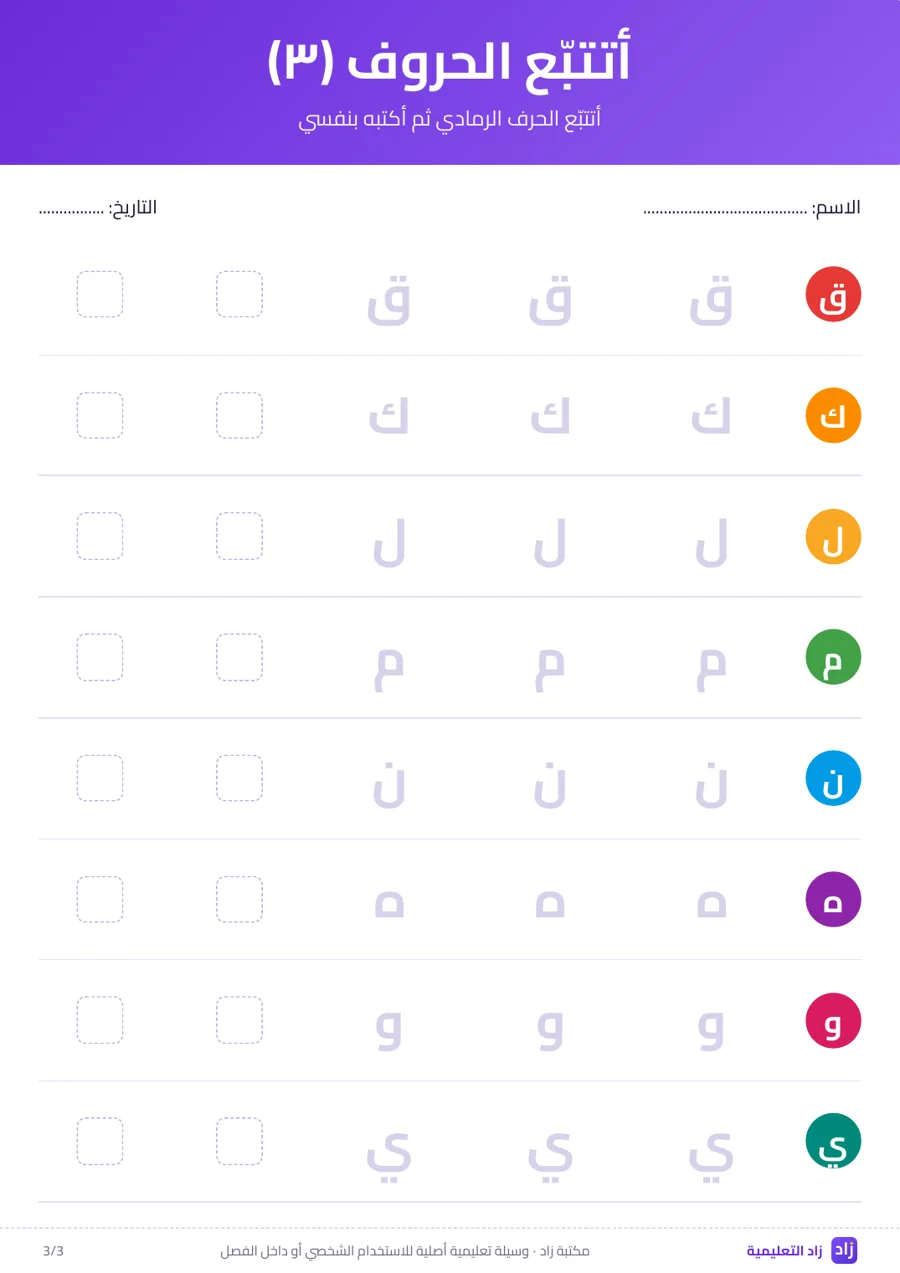 أتتبّع الحروف (٣)
أتتبّع الحرف الرمادي ثم أكتبه بنفسي
الاسم: ........................................ التاريخ: ................
ق ق ق ق
ك ك ك ك
ل ل ل ل
م م م م
ن ن ن ن
ه ه ه ه
و و و و
ي ي ي ي
زاد زاد التعليمية مكتبة زاد · وسيلة تعليمية أصلية للاستخدام الشخصي أو داخل الفصل 3/3